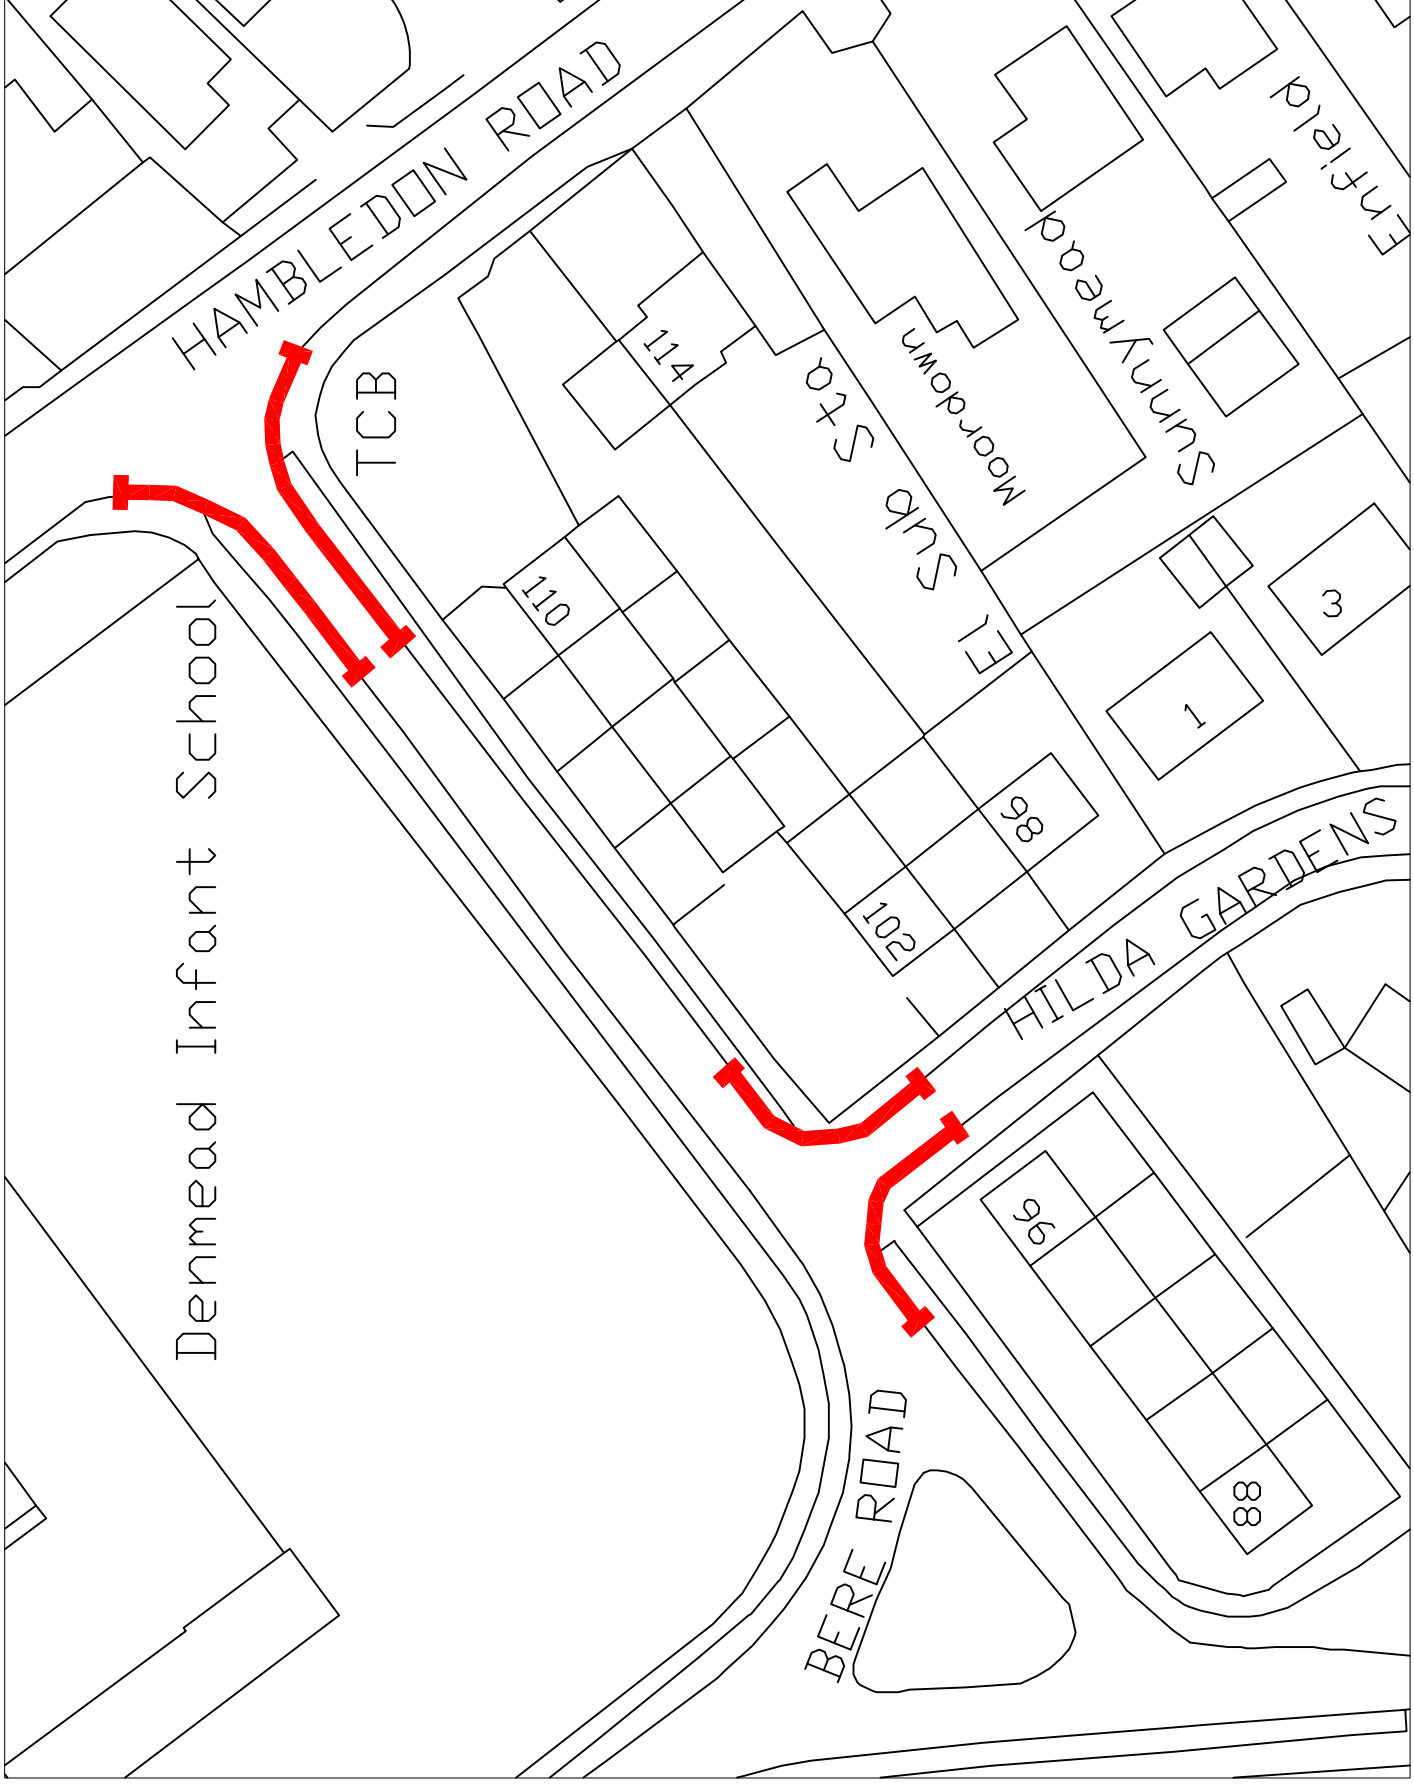 HAMBLEDON ROAD
Enfield
Sunnymead
Moordown
El Sub Sta
114
TCB
110
3
1
98
102
HILDA GARDENS
Denmead Infant School
96
88
BERE ROAD